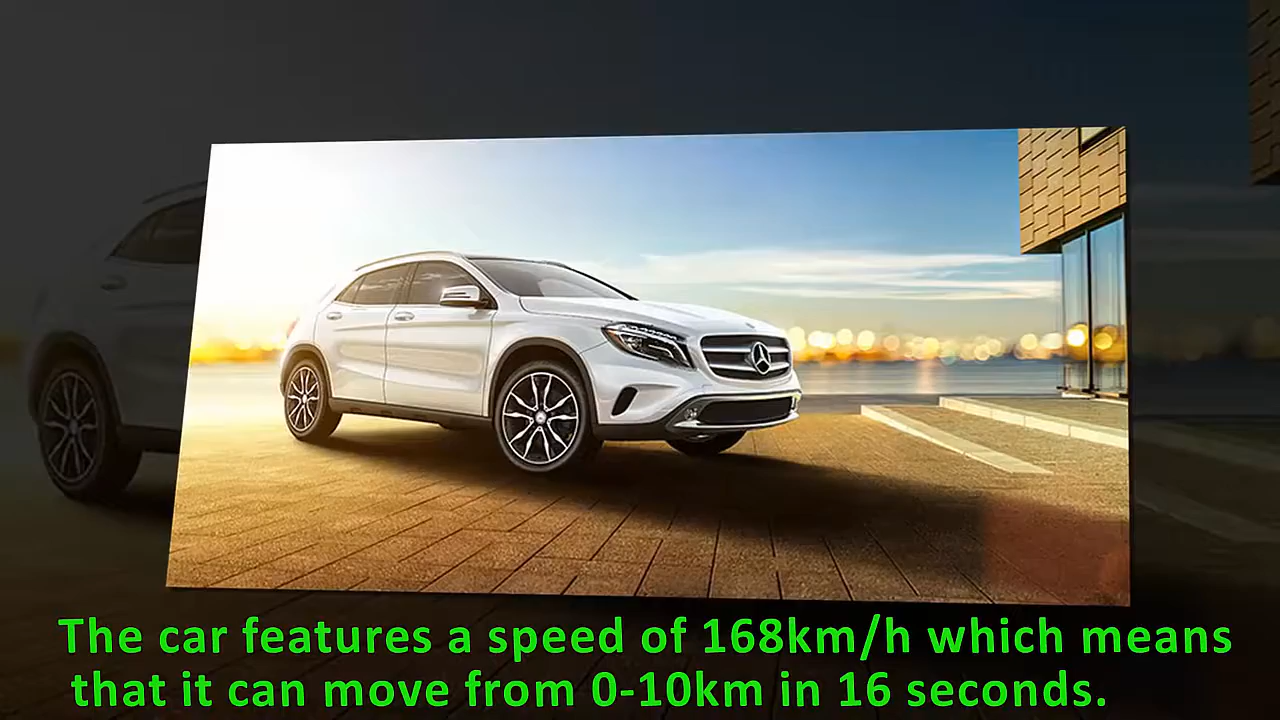 The car features a speed of 168km/h which means
that it can move from 0-10km in 16 seconds.